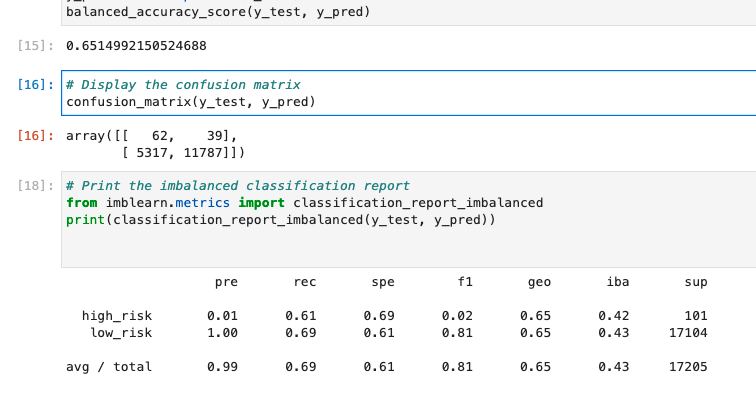 balanced_accuracy_score(y_test, y_pred)
[15]: 0.6514992150524688
[16]: # Display the confusion matrix
confusion_matrix(y_test, y_pred)
[16]: array([[   62,    39],
       [ 5317, 11787]])
[18]: # Print the imbalanced classification report
from imblearn.metrics import classification_report_imbalanced
print(classification_report_imbalanced(y_test, y_pred))
pre rec spe f1 geo iba sup
high_risk 0.01 0.61 0.69 0.02 0.65 0.42 101
low_risk 1.00 0.69 0.61 0.81 0.65 0.43 17104
avg / total 0.99 0.69 0.61 0.81 0.65 0.43 17205